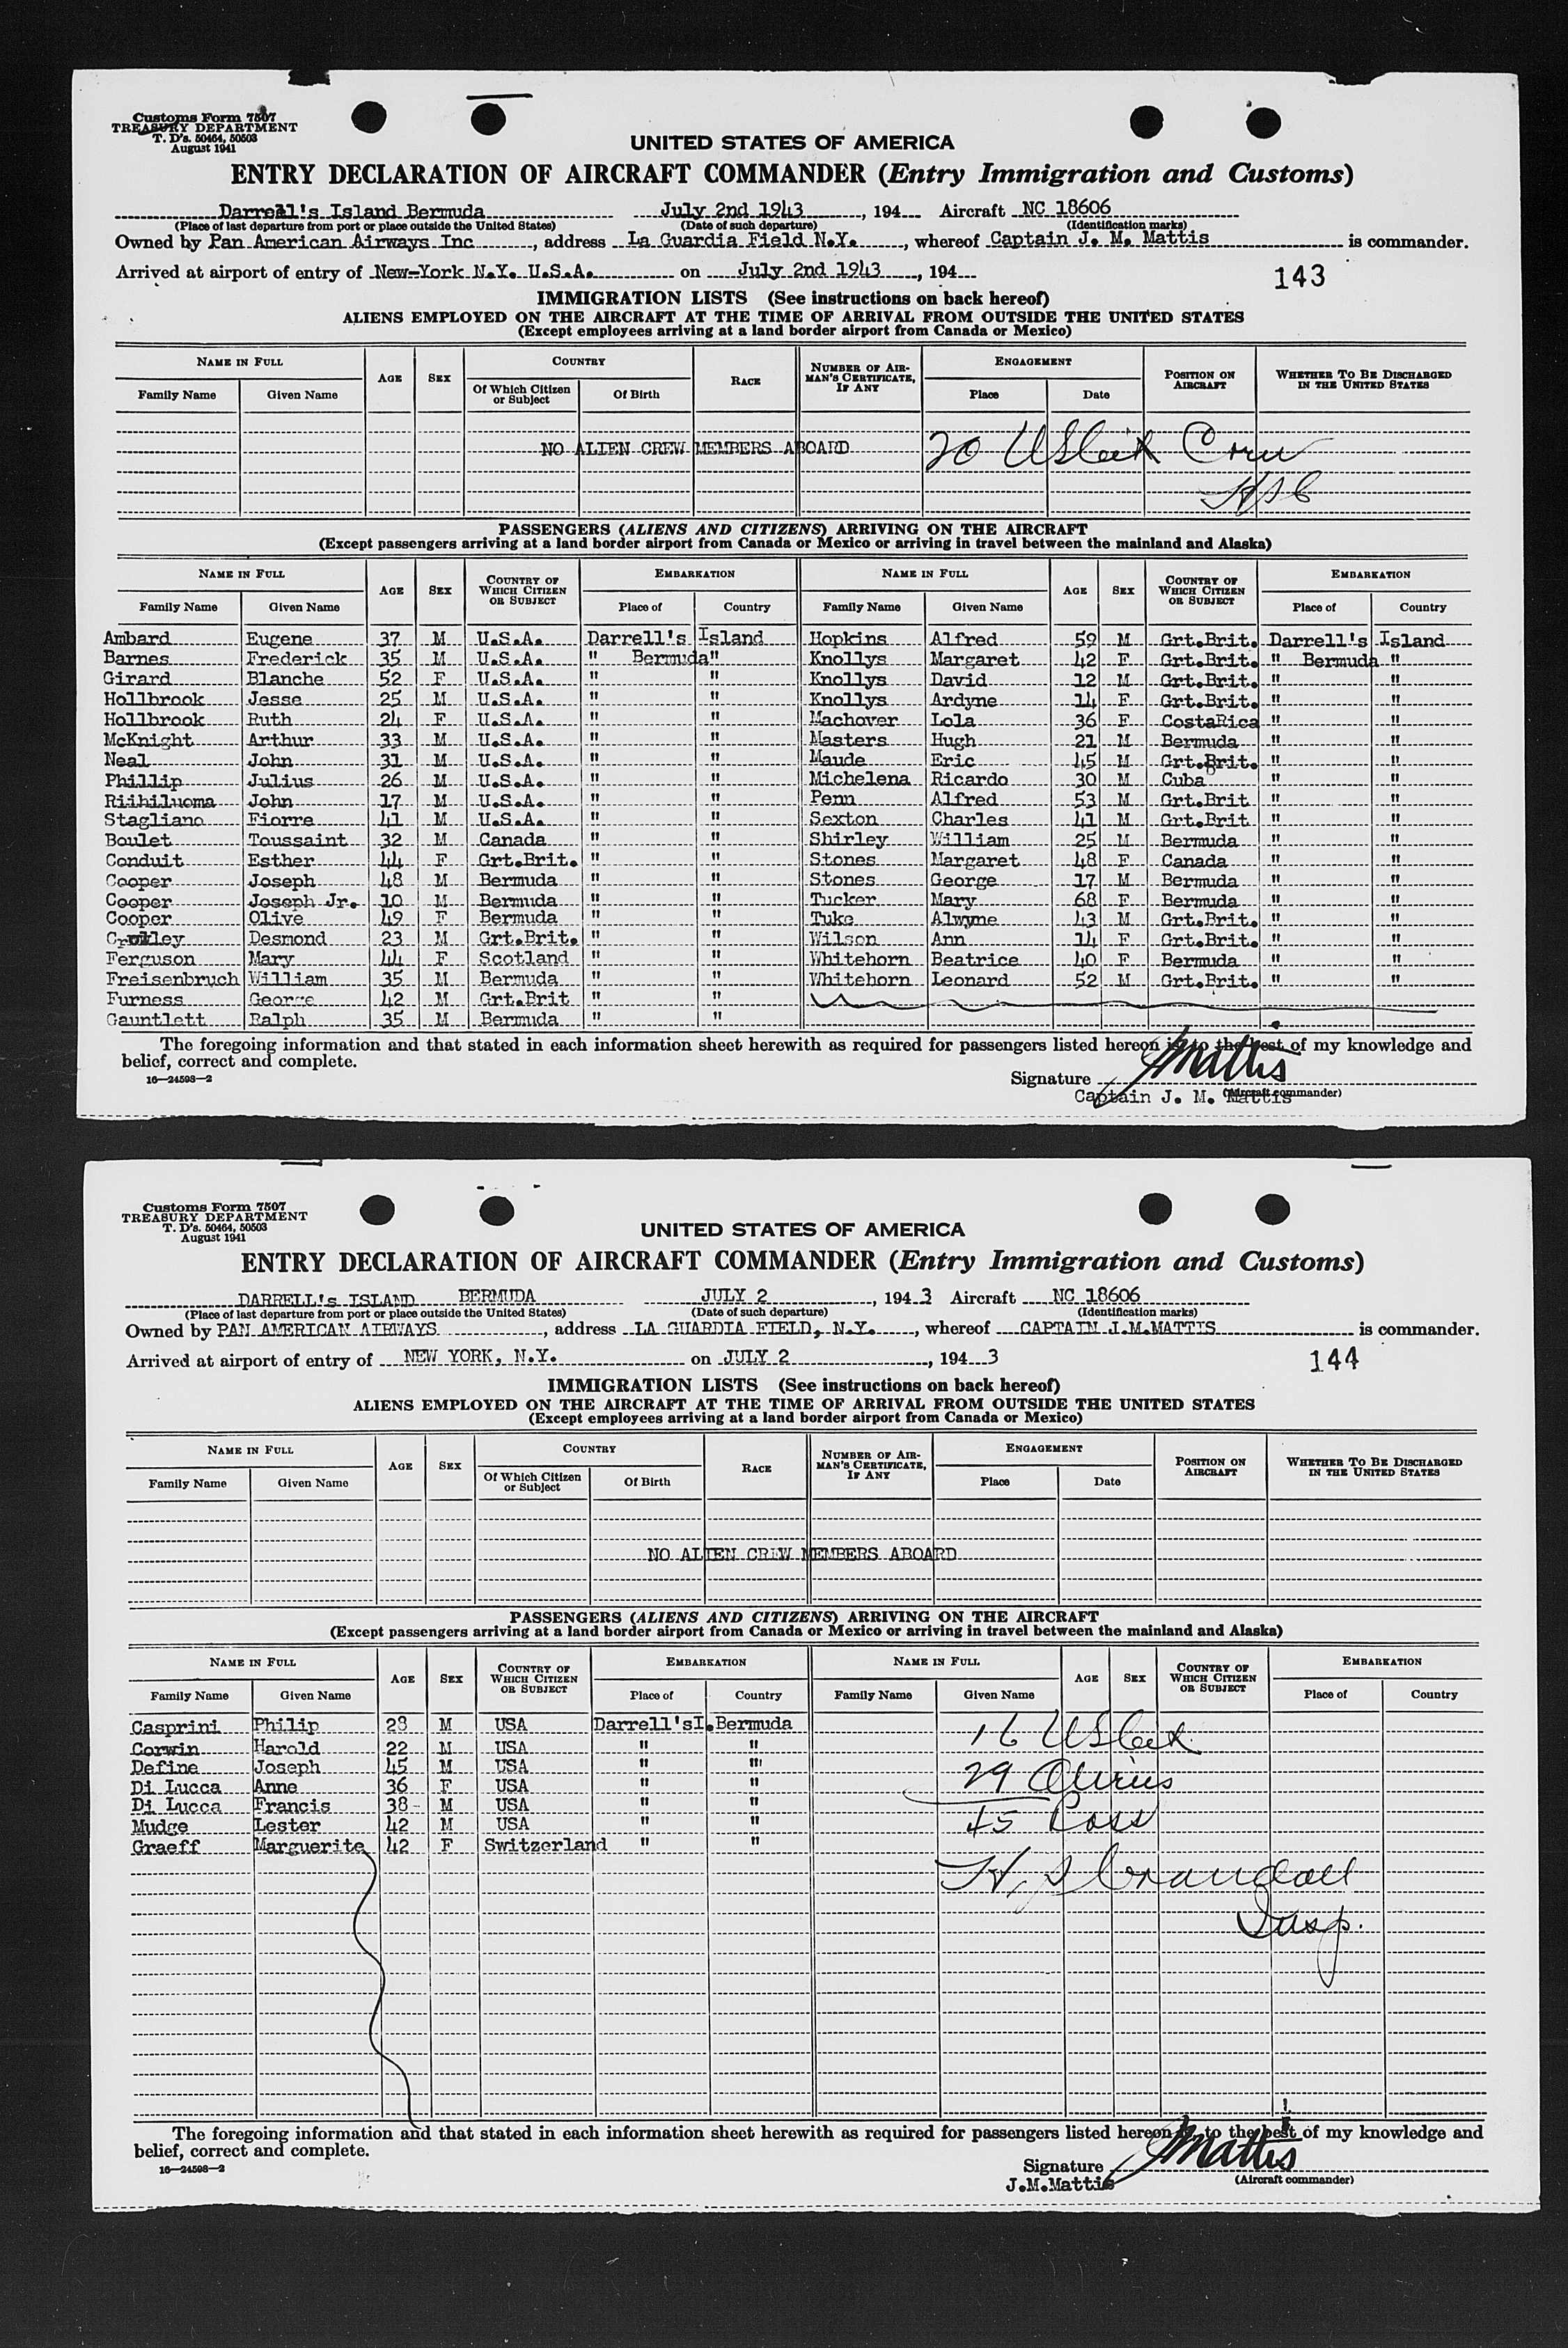 Customs Form 7507
TREASURY DEPARTMENT
T. D's. 50464, 50503
August 1941
UNITED STATES OF AMERICA
ENTRY DECLARATION OF AIRCRAFT COMMANDER (Entry Immigration and Customs)
Darrell's Island Bermuda July 2nd 1943, 194 Aircraft NC 18606
(Place of last departure from port or place outside the United States) (Date of such departure) (Identification marks)
Owned by Pan American Airways Inc, address La Guardia Field N.Y., whereof Captain J. M. Mattis is commander.
Arrived at airport of entry of New-York N.Y. U.S.A. on July 2nd 1943, 194
143
IMMIGRATION LISTS (See instructions on back hereof)
ALIENS EMPLOYED ON THE AIRCRAFT AT THE TIME OF ARRIVAL FROM OUTSIDE THE UNITED STATES
(Except employees arriving at a land border airport from Canada or Mexico)
NAME IN FULL AGE SEX COUNTRY RACE NUMBER OF AIRMAN'S CERTIFICATE, IF ANY ENGAGEMENT POSITION ON AIRCRAFT WHETHER TO BE DISCHARGED IN THE UNITED STATES
Family Name Given Name Of Which Citizen or Subject Of Birth Place Date
NO ALIEN CREW MEMBERS ABOARD 20 US Cit Crew
HSC
PASSENGERS (ALIENS AND CITIZENS) ARRIVING ON THE AIRCRAFT
(Except passengers arriving at a land border airport from Canada or Mexico or arriving in travel between the mainland and Alaska)
NAME IN FULL AGE SEX COUNTRY OF WHICH CITIZEN OR SUBJECT EMBARKATION NAME IN FULL AGE SEX COUNTRY OF WHICH CITIZEN OR SUBJECT EMBARKATION
Family Name Given Name Place of Country Family Name Given Name Place of Country
Ambard Eugene 37 M U.S.A. Darrell's Island Hopkins Alfred 59 M Grt.Brit. Darrell's Island
Barnes Frederick 35 M U.S.A. " Bermuda" Knollys Margaret 42 F Grt.Brit. " Bermuda "
Girard Blanche 52 F U.S.A. " " Knollys David 12 M Grt.Brit. " "
Hollbrook Jesse 25 M U.S.A. " " Knollys Ardyne 14 F Grt.Brit. " "
Hollbrook Ruth 24 F U.S.A. " " Machover Lola 36 F CostaRica " "
McKnight Arthur 33 M U.S.A. " " Masters Hugh 21 M Bermuda " "
Neal John 31 M U.S.A. " " Maude Eric 45 M Grt.Brit. " "
Phillip Julius 26 M U.S.A. " " Michelena Ricardo 30 M Cuba " "
Riihiluoma John 17 M U.S.A. " " Penn Alfred 53 M Grt.Brit " "
Stagliano Fiorre 41 M U.S.A. " " Sexton Charles 41 M Grt.Brit " "
Boulet Toussaint 32 M Canada " " Shirley William 25 M Bermuda " "
Conduit Esther 44 F Grt.Brit. " " Stones Margaret 48 F Canada " "
Cooper Joseph 48 M Bermuda " " Stones George 17 M Bermuda " "
Cooper Joseph Jr. 10 M Bermuda " " Tucker Mary 68 F Bermuda " "
Cooper Olive 49 F Bermuda " " Tuke Alwyne 43 M Grt.Brit. " "
Desmond 23 M Grt.Brit. " " Wilson Ann 14 F Grt.Brit. " "
Ferguson Mary 44 F Scotland " " Whitehorn Beatrice 40 F Bermuda " "
Freisenbruch William 35 M Bermuda " " Whitehorn Leonard 52 M Grt.Brit. " "
Furness George 42 M Grt.Brit " "
Gauntlett Ralph 35 M Bermuda " "
The foregoing information and that stated in each information sheet herewith as required for passengers listed hereon is to the best of my knowledge and
belief, correct and complete.
16—24598—2
Signature JMattis
(Aircraft commander)
Captain J. M. Mattis
Customs Form 7507
TREASURY DEPARTMENT
T. D's. 50464, 50503
August 1941
UNITED STATES OF AMERICA
ENTRY DECLARATION OF AIRCRAFT COMMANDER (Entry Immigration and Customs)
DARRELL's ISLAND BERMUDA JULY 2, 194 3 Aircraft NC 18606
(Place of last departure from port or place outside the United States) (Date of such departure) (Identification marks)
Owned by PAN AMERICAN AIRWAYS, address LA GUARDIA FIELD, N.Y., whereof CAPTAIN J.M.MATTIS is commander.
Arrived at airport of entry of NEW YORK, N.Y. on JULY 2, 194 3
144
IMMIGRATION LISTS (See instructions on back hereof)
ALIENS EMPLOYED ON THE AIRCRAFT AT THE TIME OF ARRIVAL FROM OUTSIDE THE UNITED STATES
(Except employees arriving at a land border airport from Canada or Mexico)
NAME IN FULL AGE SEX COUNTRY RACE NUMBER OF AIRMAN'S CERTIFICATE, IF ANY ENGAGEMENT POSITION ON AIRCRAFT WHETHER TO BE DISCHARGED IN THE UNITED STATES
Family Name Given Name Of Which Citizen or Subject Of Birth Place Date
NO ALIEN CREW MEMBERS ABOARD
PASSENGERS (ALIENS AND CITIZENS) ARRIVING ON THE AIRCRAFT
(Except passengers arriving at a land border airport from Canada or Mexico or arriving in travel between the mainland and Alaska)
NAME IN FULL AGE SEX COUNTRY OF WHICH CITIZEN OR SUBJECT EMBARKATION NAME IN FULL AGE SEX COUNTRY OF WHICH CITIZEN OR SUBJECT EMBARKATION
Family Name Given Name Place of Country Family Name Given Name Place of Country
Casprini Philip 28 M USA Darrell'sI. Bermuda 16 US Cit
Corwin Harold 22 M USA " "
Define Joseph 45 M USA " " 29 Aliens
Di Lucca Anne 36 F USA " "
Di Lucca Francis 38 M USA " " 45 Pass
Mudge Lester 42 M USA " "
Graeff Marguerite 42 F Switzerland " "
H. S Crandall
Insp.
The foregoing information and that stated in each information sheet herewith as required for passengers listed hereon is to the best of my knowledge and
belief, correct and complete.
16—24598—2
Signature JMattis
J.M.Mattis (Aircraft commander)